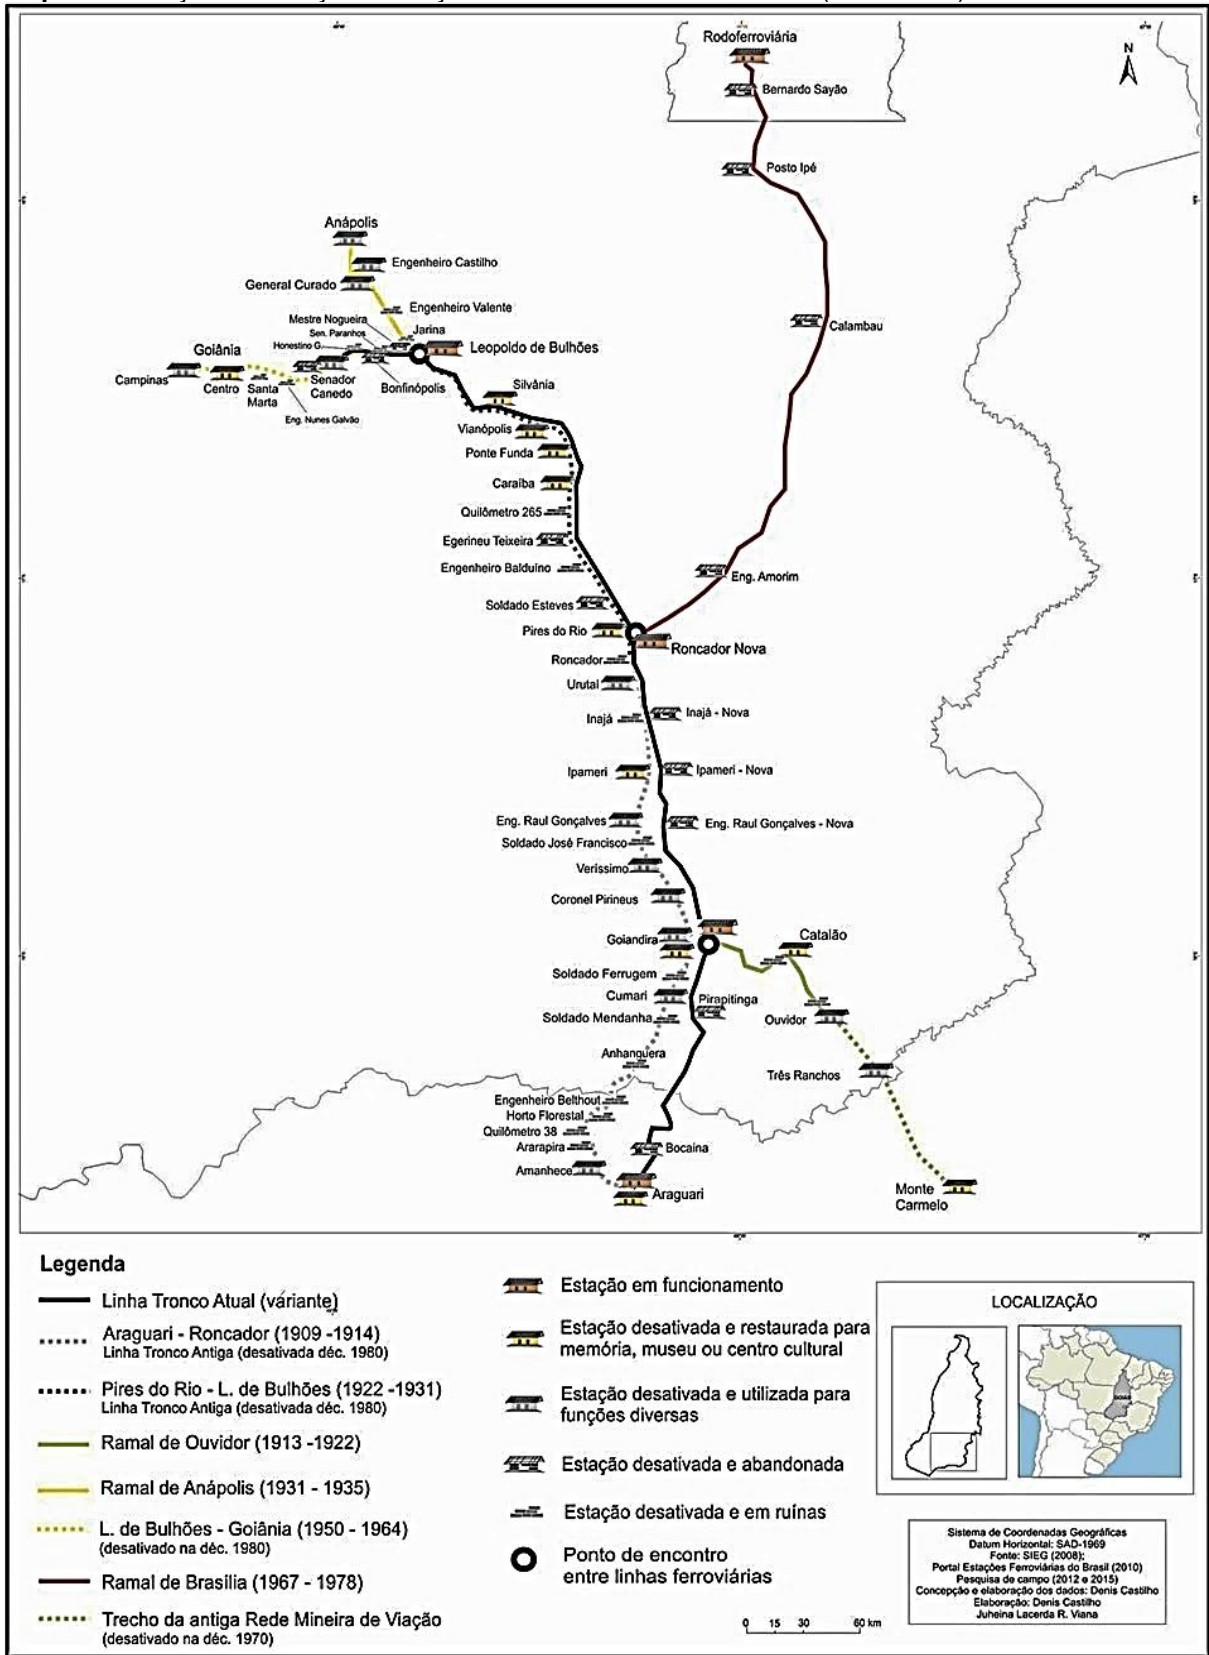 Rodoferroviária
N
Bernardo Sayão
Posto Ipé
Anápolis
Engenheiro Castilho
General Curado
Engenheiro Valente
Mestre Nogueira
Jarina
Sen. Paranhos
Honestino G.
Leopoldo de Bulhões
Goiânia
Campinas
Centro
Santa
Marta
Senador
Canedo
Bonfinópolis
Eng. Nunes Galvão
Calambau
Silvânia
Vianópolis
Ponte Funda
Caraíba
Quilômetro 265
Egerineu Teixeira
Engenheiro Balduíno
Eng. Amorim
Soldado Esteves
Pires do Rio
Roncador Nova
Roncador
Urutaí
Inajá
Inajá - Nova
Ipameri
Ipameri - Nova
Eng. Raul Gonçalves
Eng. Raul Gonçalves - Nova
Soldado José Francisco
Veríssimo
Coronel Pirineus
Goiandira
Catalão
Soldado Ferrugem
Cumari
Pirapitinga
Soldado Mendanha
Ouvidor
Anhanguera
Três Ranchos
Engenheiro Belthout
Horto Florestal
Quilômetro 38
Ararapira
Bocaina
Amanhece
Araguari
Monte
Carmelo
Legenda
Linha Tronco Atual (variante)
Araguari - Roncador (1909 -1914)
Linha Tronco Antiga (desativada déc. 1980)
Pires do Rio - L. de Bulhões (1922 -1931)
Linha Tronco Antiga (desativada déc. 1980)
Ramal de Ouvidor (1913 -1922)
Ramal de Anápolis (1931 - 1935)
L. de Bulhões - Goiânia (1950 - 1964)
(desativado na déc. 1980)
Ramal de Brasília (1967 - 1978)
Trecho da antiga Rede Mineira de Viação
(desativado na déc. 1970)
Estação em funcionamento
Estação desativada e restaurada para
memória, museu ou centro cultural
Estação desativada e utilizada para
funções diversas
Estação desativada e abandonada
Estação desativada e em ruínas
Ponto de encontro
entre linhas ferroviárias
0 15 30 60 km
LOCALIZAÇÃO
GOIÁS
Sistema de Coordenadas Geográficas
Datum Horizontal: SAD-1969
Fonte: SIEG (2008);
Portal Estações Ferroviárias do Brasil (2010)
Pesquisa de campo (2012 e 2015)
Concepção e elaboração dos dados: Denis Castilho
Elaboração: Denis Castilho
Juheina Lacerda R. Viana